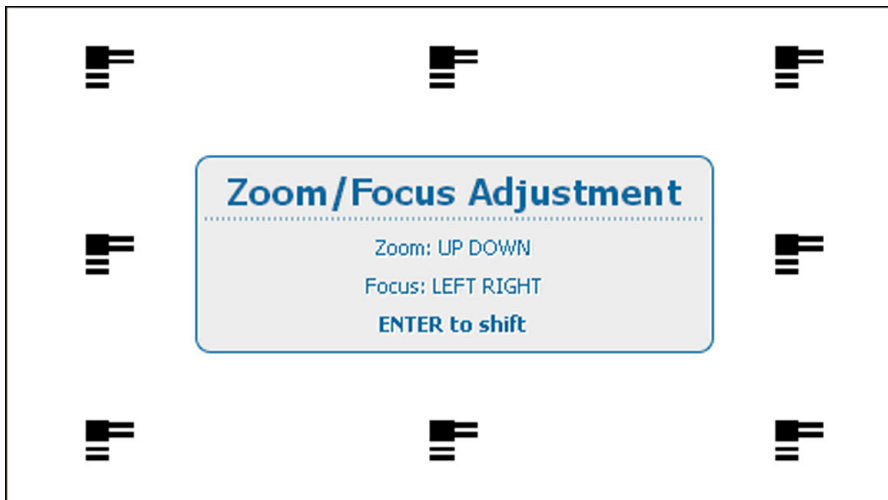 Zoom/Focus Adjustment
Zoom: UP DOWN
Focus: LEFT RIGHT
ENTER to shift